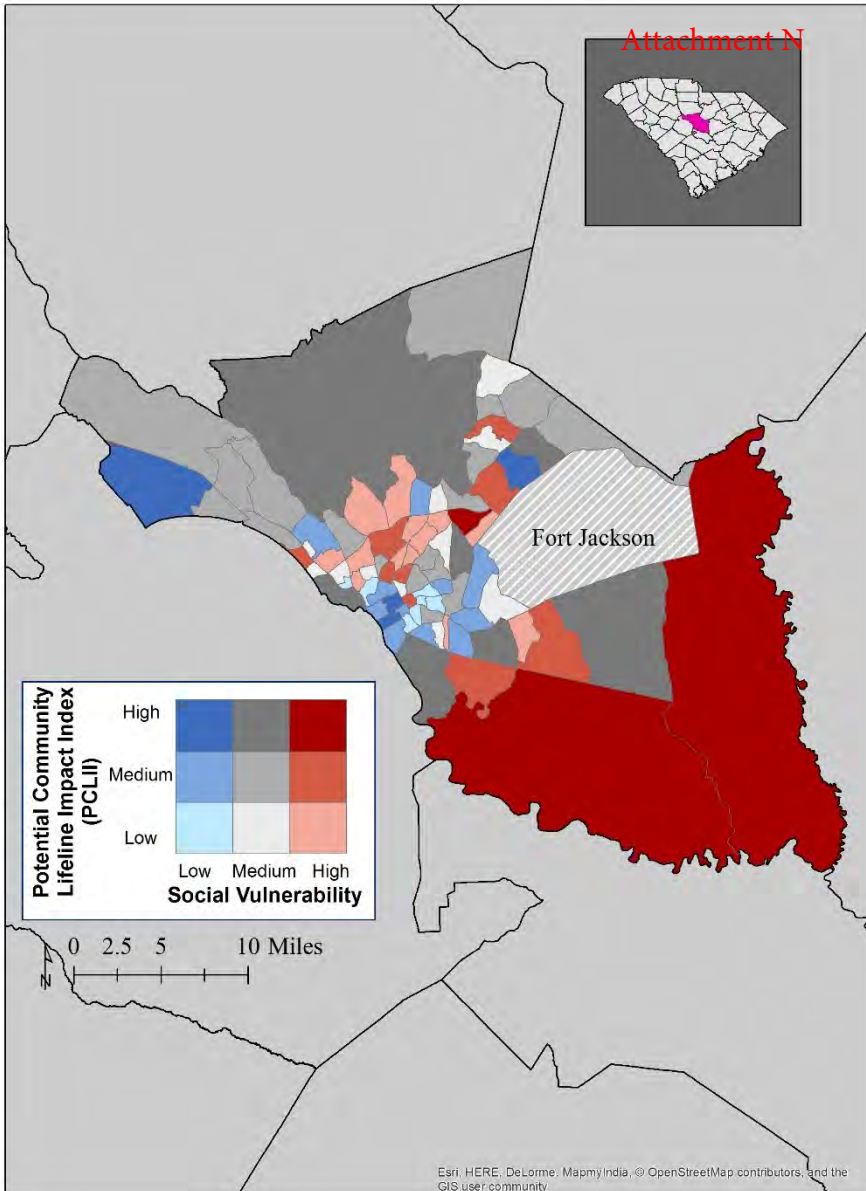 Attachment N
Fort Jackson
Potential Community
Lifeline Impact Index
(PCLII)
High
Medium
Low
Low Medium High
Social Vulnerability
0 2.5 5 10 Miles
N
Esri, HERE, DeLorme, MapmyIndia, © OpenStreetMap contributors, and the
GIS user community